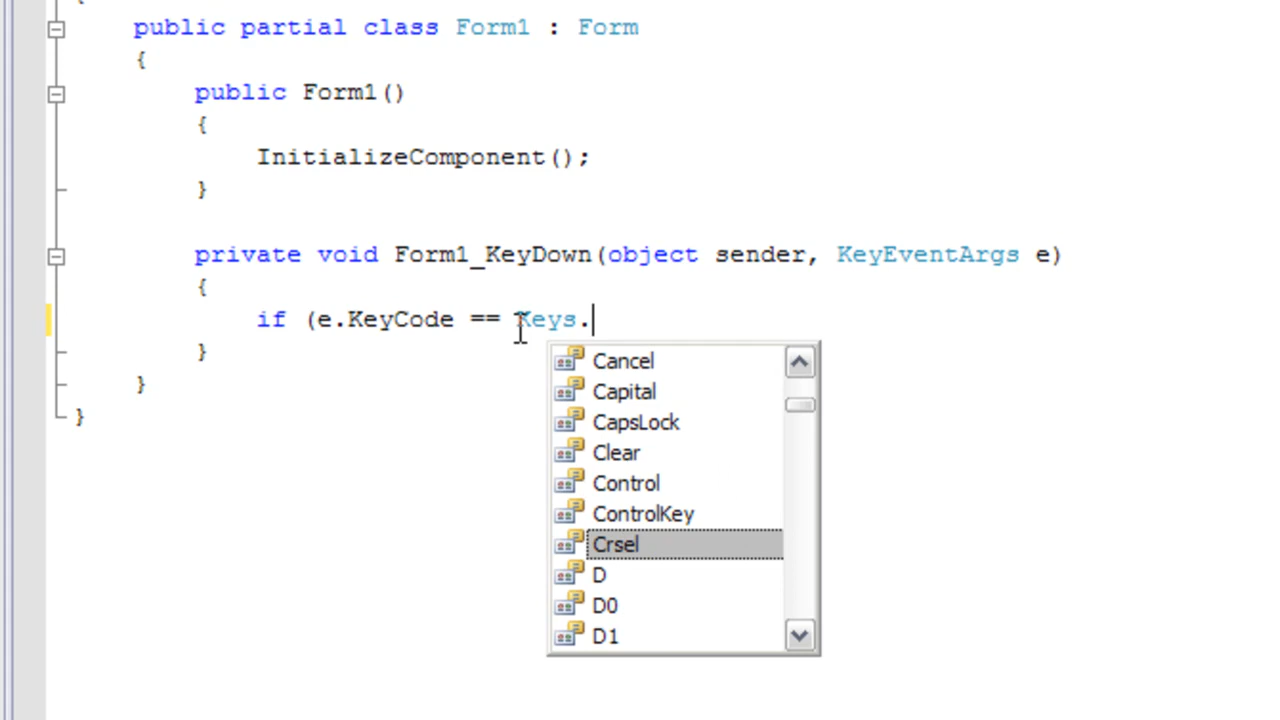 {
public partial class Form1 : Form
{
public Form1()
{
InitializeComponent();
}
private void Form1_KeyDown(object sender, KeyEventArgs e)
{
if (e.KeyCode == Keys.
}
}
}
Cancel
Capital
CapsLock
Clear
Control
ControlKey
Crsel
D
D0
D1